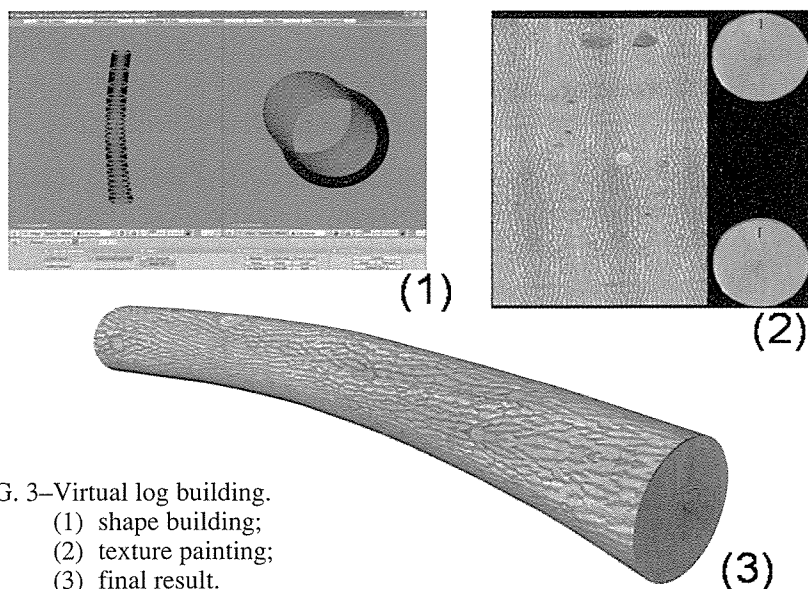 (1)
(2)
(3)
G. 3–Virtual log building.
(1) shape building;
(2) texture painting;
(3) final result.